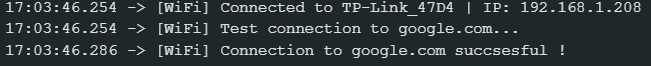 17:03:46.254 -> [WiFi] Connected to TP-Link_47D4 | IP: 192.168.1.208
17:03:46.254 -> [WiFi] Test connection to google.com...
17:03:46.286 -> [WiFi] Connection to google.com succsesful !